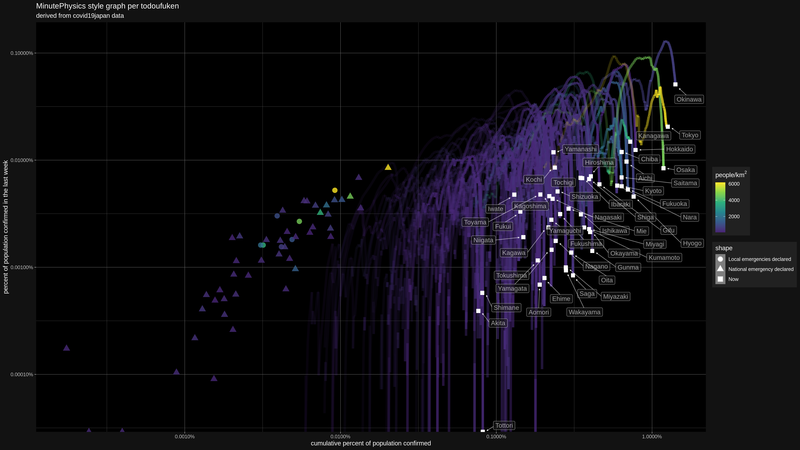 MinutePhysics style graph per todoufuken
derived from covid19japan data
percent of population confirmed in the last week
0.10000%
0.01000%
0.00100%
0.00010%
Okinawa
Kanagawa
Tokyo
Yamanashi
Hokkaido
Hiroshima
Chiba
Osaka
Kochi
Tochigi
Aichi
Saitama
Kyoto
Shizuoka
Iwate
Kagoshima
Ibaraki
Fukuoka
Toyama
Nagasaki
Shiga
Nara
Fukui
Yamaguchi
Ishikawa
Mie
Gifu
Niigata
Fukushima
Miyagi
Hyogo
Kagawa
Okayama
Kumamoto
Nagano
Gunma
Tokushima
Oita
Yamagata
Saga
Miyazaki
Ehime
Shimane
Aomori
Wakayama
Akita
Tottori
0.0010%
0.0100%
0.1000%
1.0000%
cumulative percent of population confirmed
people/km²
6000
4000
2000
shape
Local emergencies declared
National emergency declared
Now